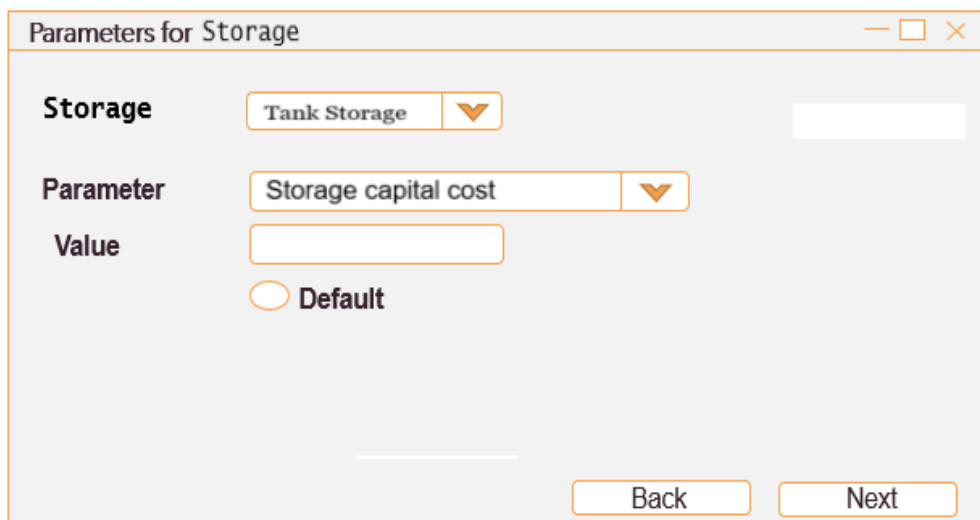 Parameters for Storage
Storage Tank Storage
Parameter Storage capital cost
Value
Default
Back Next